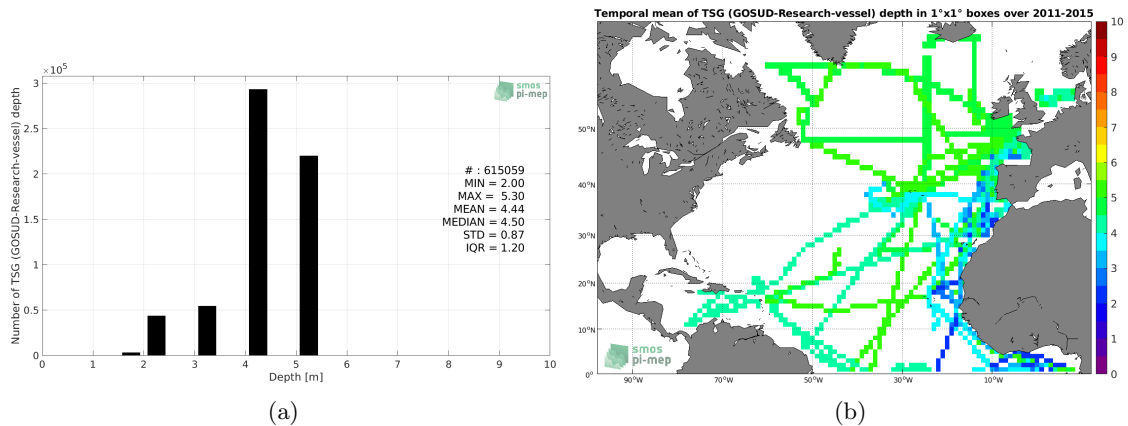 ×10⁵
3
2.5
2
1.5
1
0.5
0
0 1 2 3 4 5 6 7 8 9 10
Depth [m]
Number of TSG (GOSUD-Research-vessel) depth
smos
pi-mep
# : 615059
MIN = 2.00
MAX = 5.30
MEAN = 4.44
MEDIAN = 4.50
STD = 0.87
IQR = 1.20
(a)
Temporal mean of TSG (GOSUD-Research-vessel) depth in 1°x1° boxes over 2011-2015
50°N
40°N
30°N
20°N
10°N
0°
90°W 70°W 50°W 30°W 10°W
smos
pi-mep
10
9
8
7
6
5
4
3
2
1
0
(b)